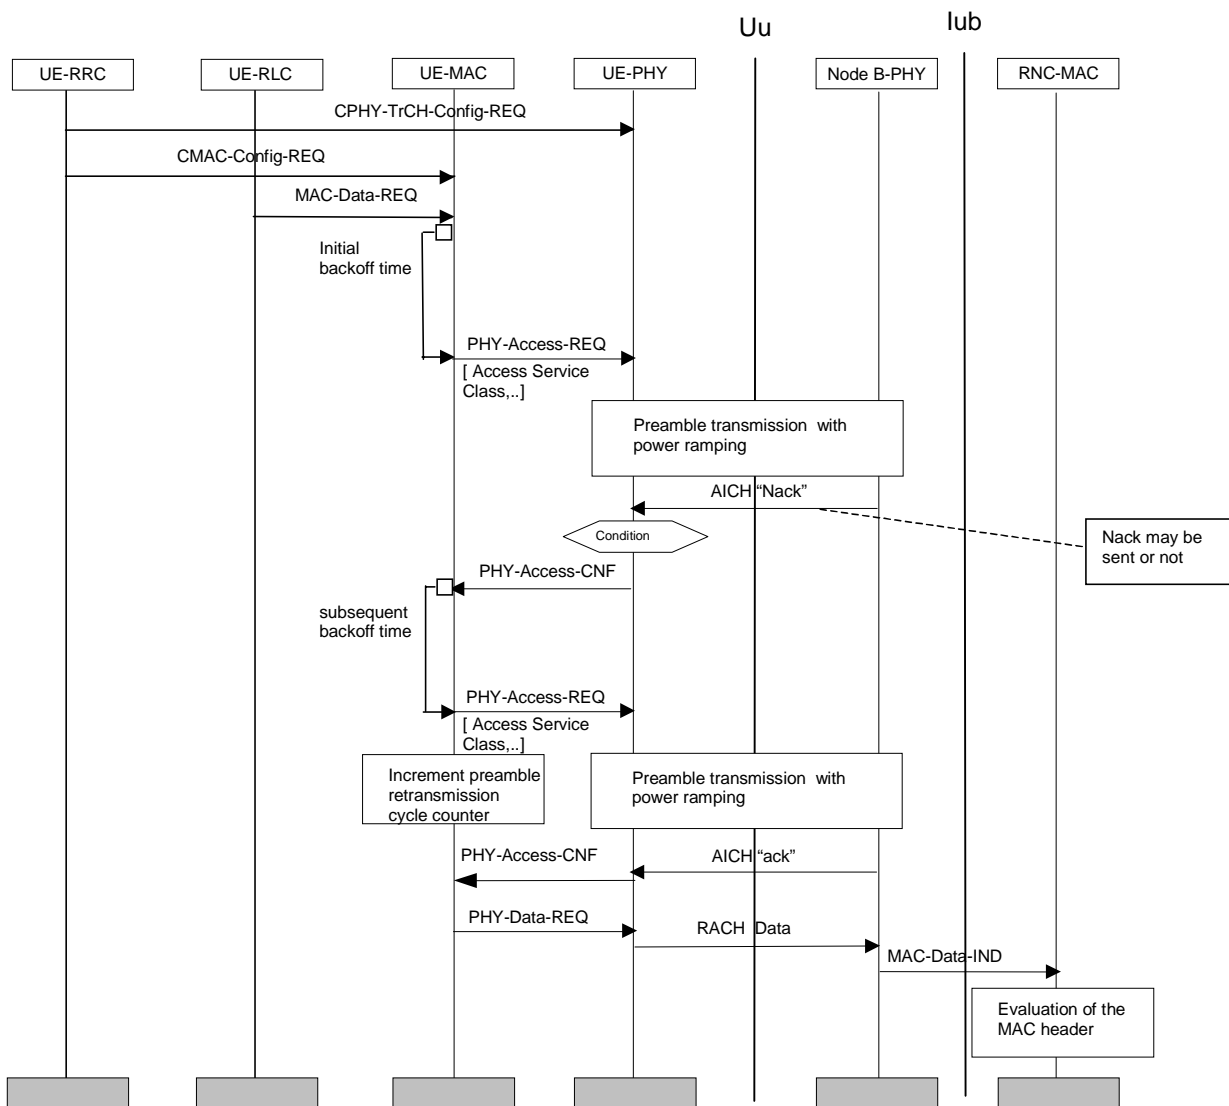 Uu
Iub
UE-RRC
UE-RLC
UE-MAC
UE-PHY
Node B-PHY
RNC-MAC
CPHY-TrCH-Config-REQ
CMAC-Config-REQ
MAC-Data-REQ
Initial
backoff time
PHY-Access-REQ
[ Access Service
Class,..]
Preamble transmission with
power ramping
AICH “Nack”
Condition
Nack may be
sent or not
PHY-Access-CNF
subsequent
backoff time
PHY-Access-REQ
[ Access Service
Class,..]
Increment preamble
retransmission
cycle counter
Preamble transmission with
power ramping
PHY-Access-CNF
AICH “ack”
PHY-Data-REQ
RACH Data
MAC-Data-IND
Evaluation of the
MAC header